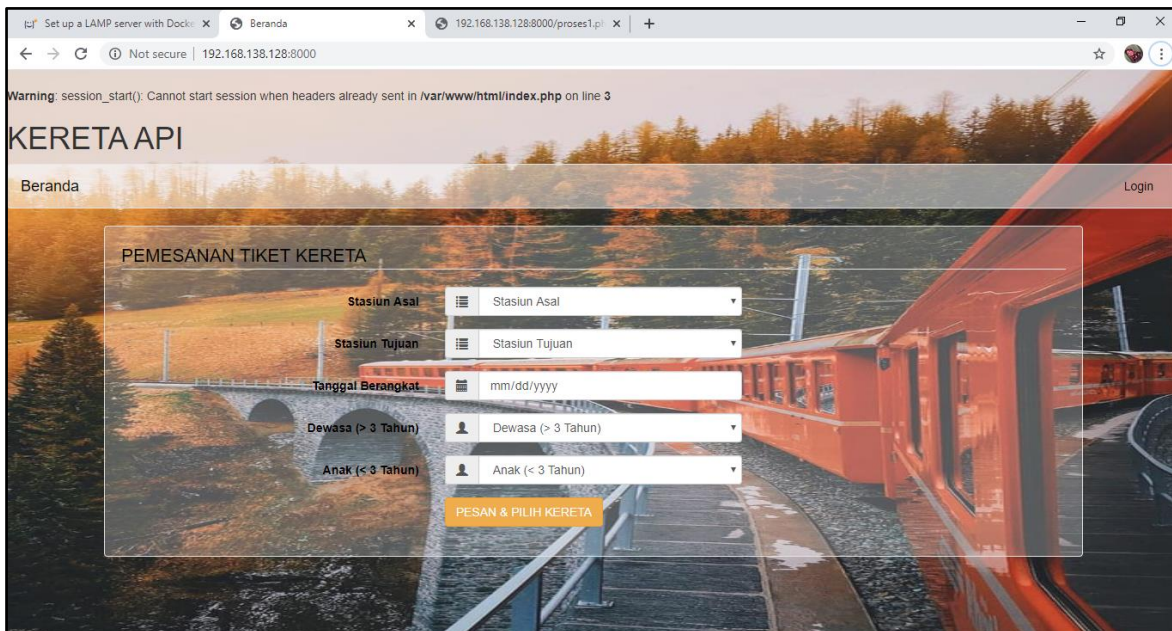 Set up a LAMP server with Docke
Beranda
192.168.138.128:8000/proses1.ph
Not secure | 192.168.138.128:8000
Warning: session_start(): Cannot start session when headers already sent in /var/www/html/index.php on line 3
KERETA API
Beranda
Login
PEMESANAN TIKET KERETA
Stasiun Asal
Stasiun Asal
Stasiun Tujuan
Stasiun Tujuan
Tanggal Berangkat
mm/dd/yyyy
Dewasa (> 3 Tahun)
Dewasa (> 3 Tahun)
Anak (< 3 Tahun)
Anak (< 3 Tahun)
PESAN & PILIH KERETA